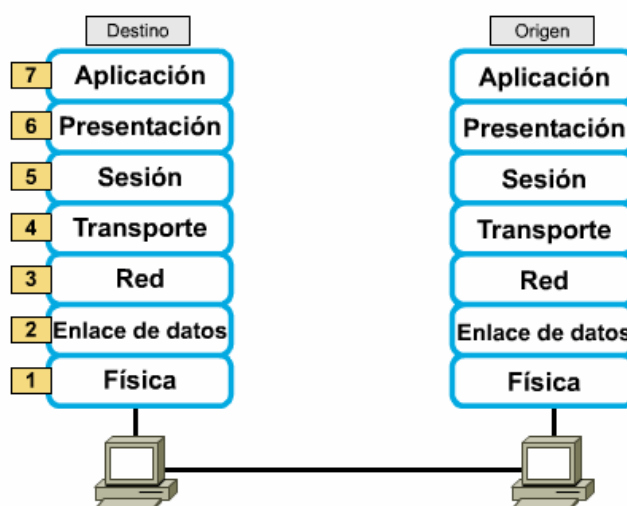 Destino
Origen
7 Aplicación
Aplicación
6 Presentación
Presentación
5 Sesión
Sesión
4 Transporte
Transporte
3 Red
Red
2 Enlace de datos
Enlace de datos
1 Física
Física